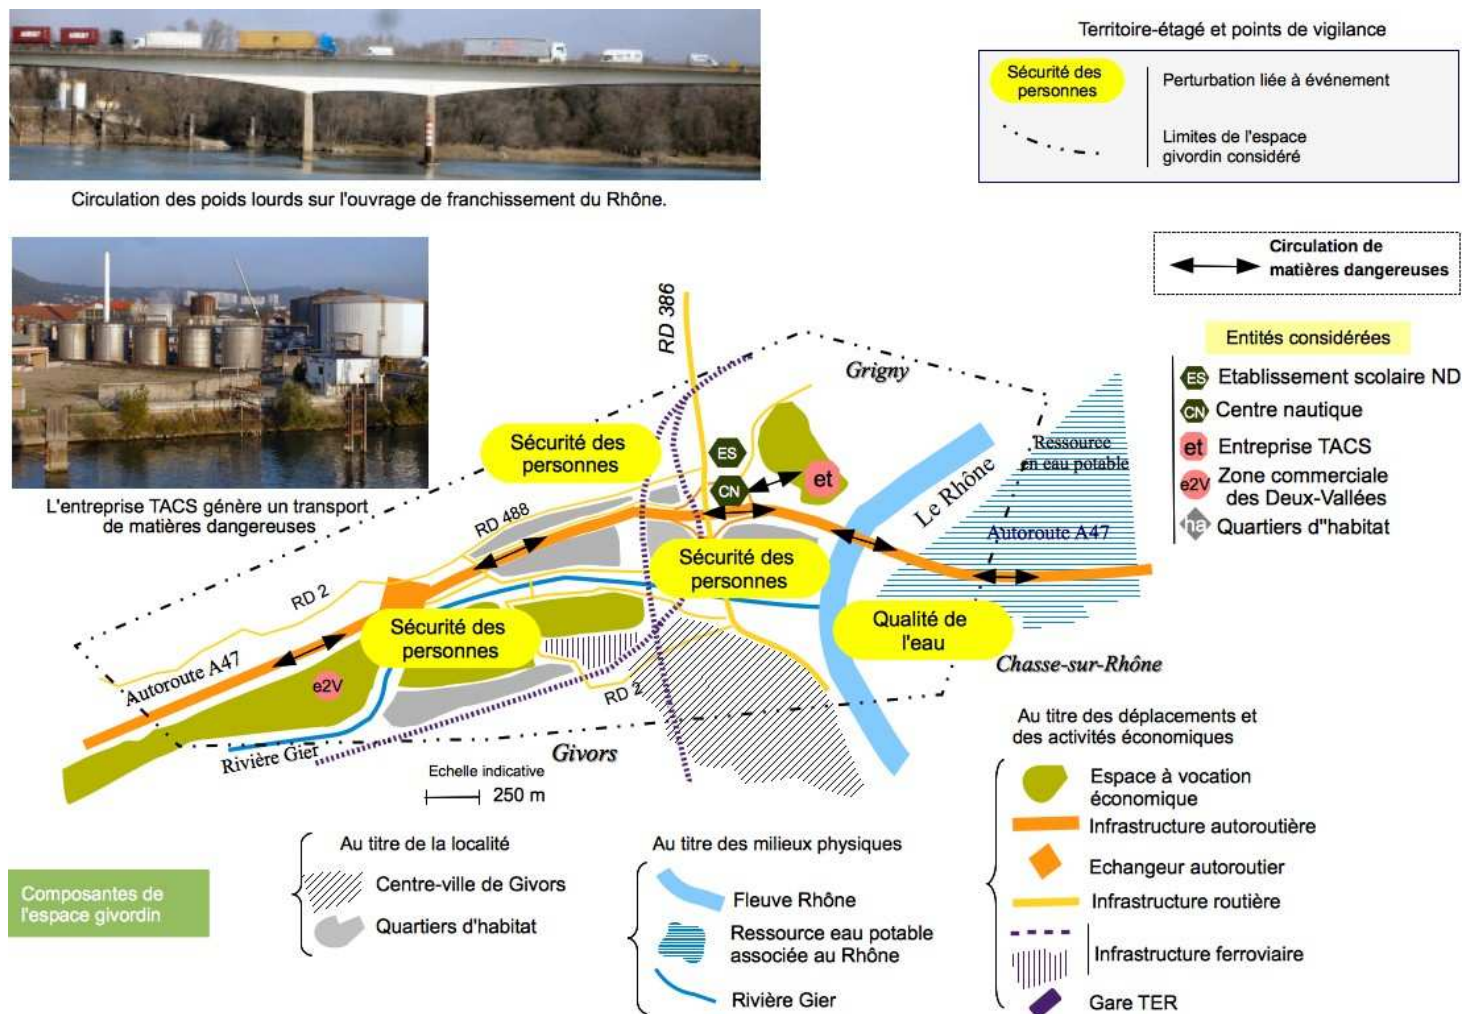 Circulation des poids lourds sur l'ouvrage de franchissement du Rhône.
Territoire-étagé et points de vigilance
Sécurité des
personnes
Perturbation liée à événement
Limites de l'espace
givordin considéré
L'entreprise TACS génère un transport
de matières dangereuses
Circulation de
matières dangereuses
Entités considérées
ES Etablissement scolaire ND
CN Centre nautique
et Entreprise TACS
e2V Zone commerciale
des Deux-Vallées
ha Quartiers d"habitat
RD 386
Grigny
Sécurité des
personnes
ES
CN
et
Le Rhône
Ressource
en eau potable
Autoroute A47
RD 488
Sécurité des
personnes
RD 2
Sécurité des
personnes
Qualité de
l'eau
Autoroute A47
e2V
RD 2
Chasse-sur-Rhône
Rivière Gier
Givors
Echelle indicative
250 m
Composantes de
l'espace givordin
Au titre de la localité
Centre-ville de Givors
Quartiers d'habitat
Au titre des milieux physiques
Fleuve Rhône
Ressource eau potable
associée au Rhône
Rivière Gier
Au titre des déplacements et
des activités économiques
Espace à vocation
économique
Infrastructure autoroutière
Echangeur autoroutier
Infrastructure routière
Infrastructure ferroviaire
Gare TER